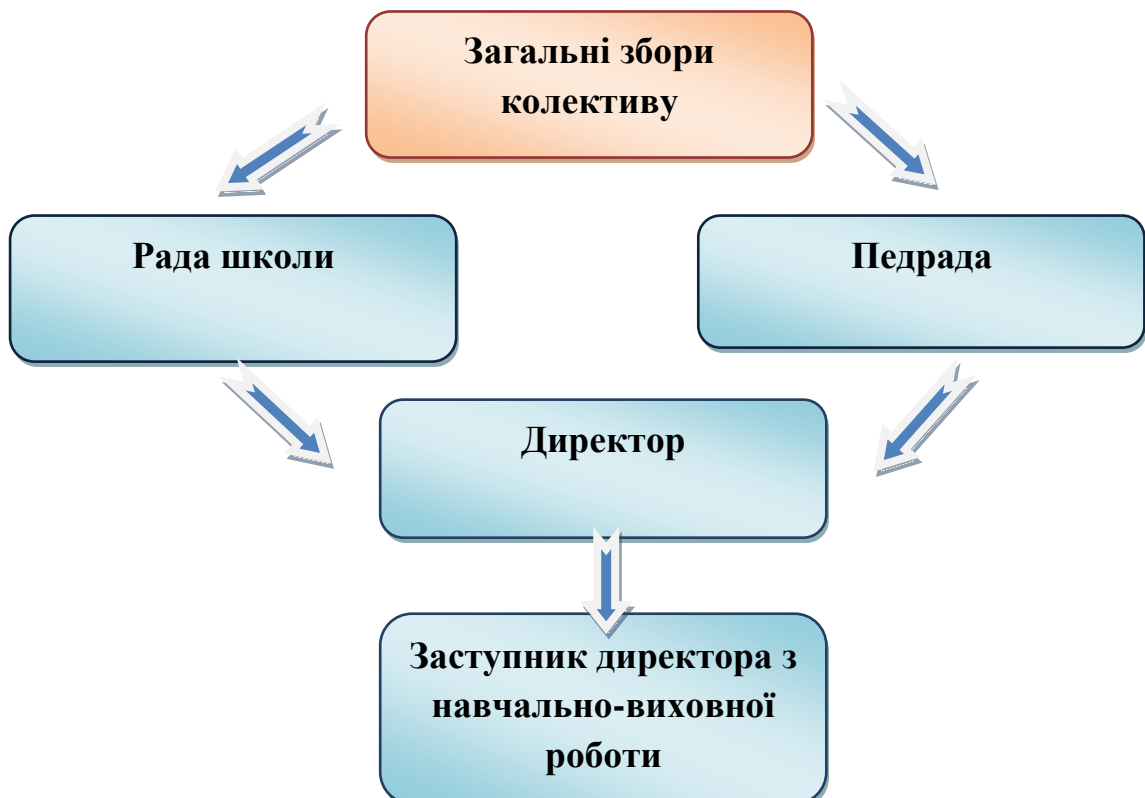 Загальні збори
колективу
Рада школи
Педрада
Директор
Заступник директора з
навчально-виховної
роботи